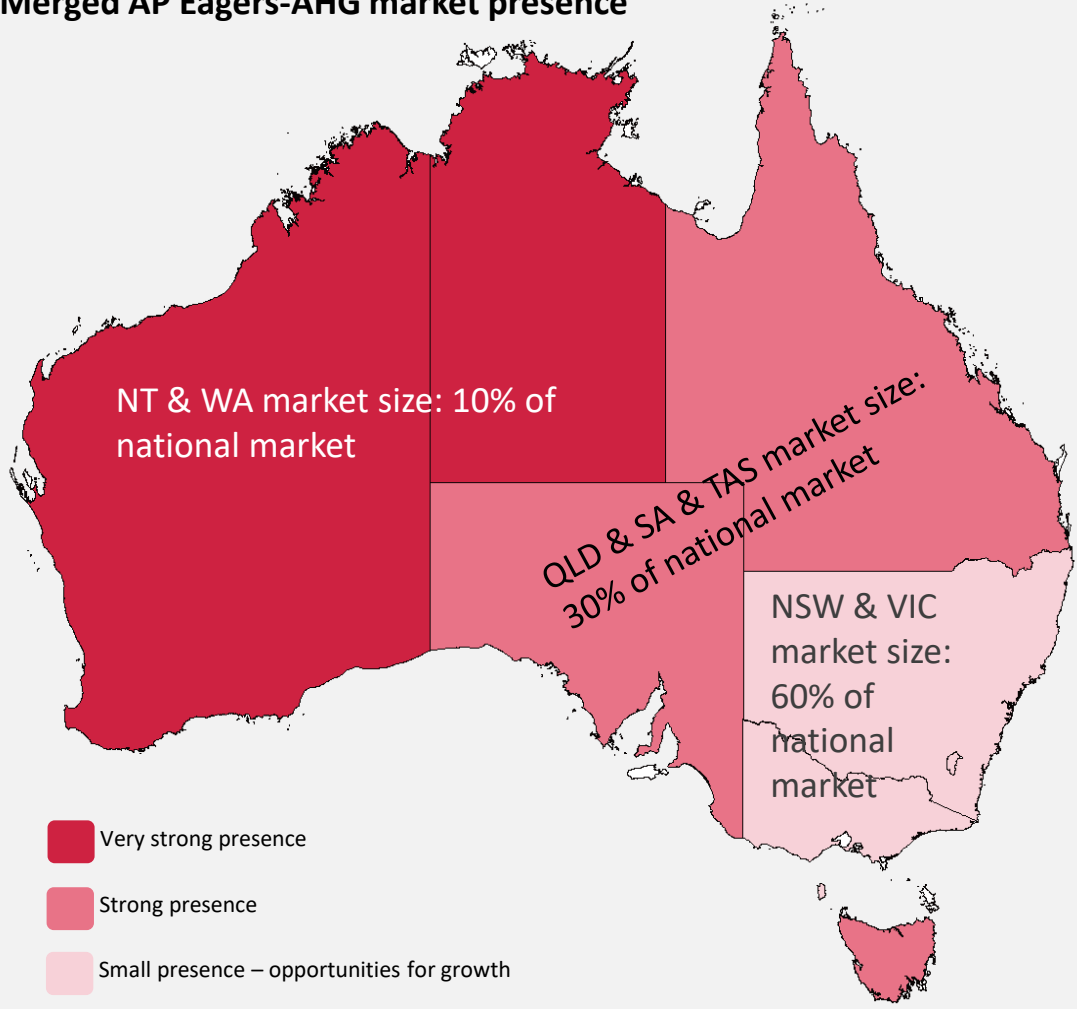 Merged AP Eagers-AHG market presence
NT & WA market size: 10% of
national market
QLD & SA & TAS market size:
30% of national market
NSW & VIC
market size:
60% of
national
market
Very strong presence
Strong presence
Small presence – opportunities for growth